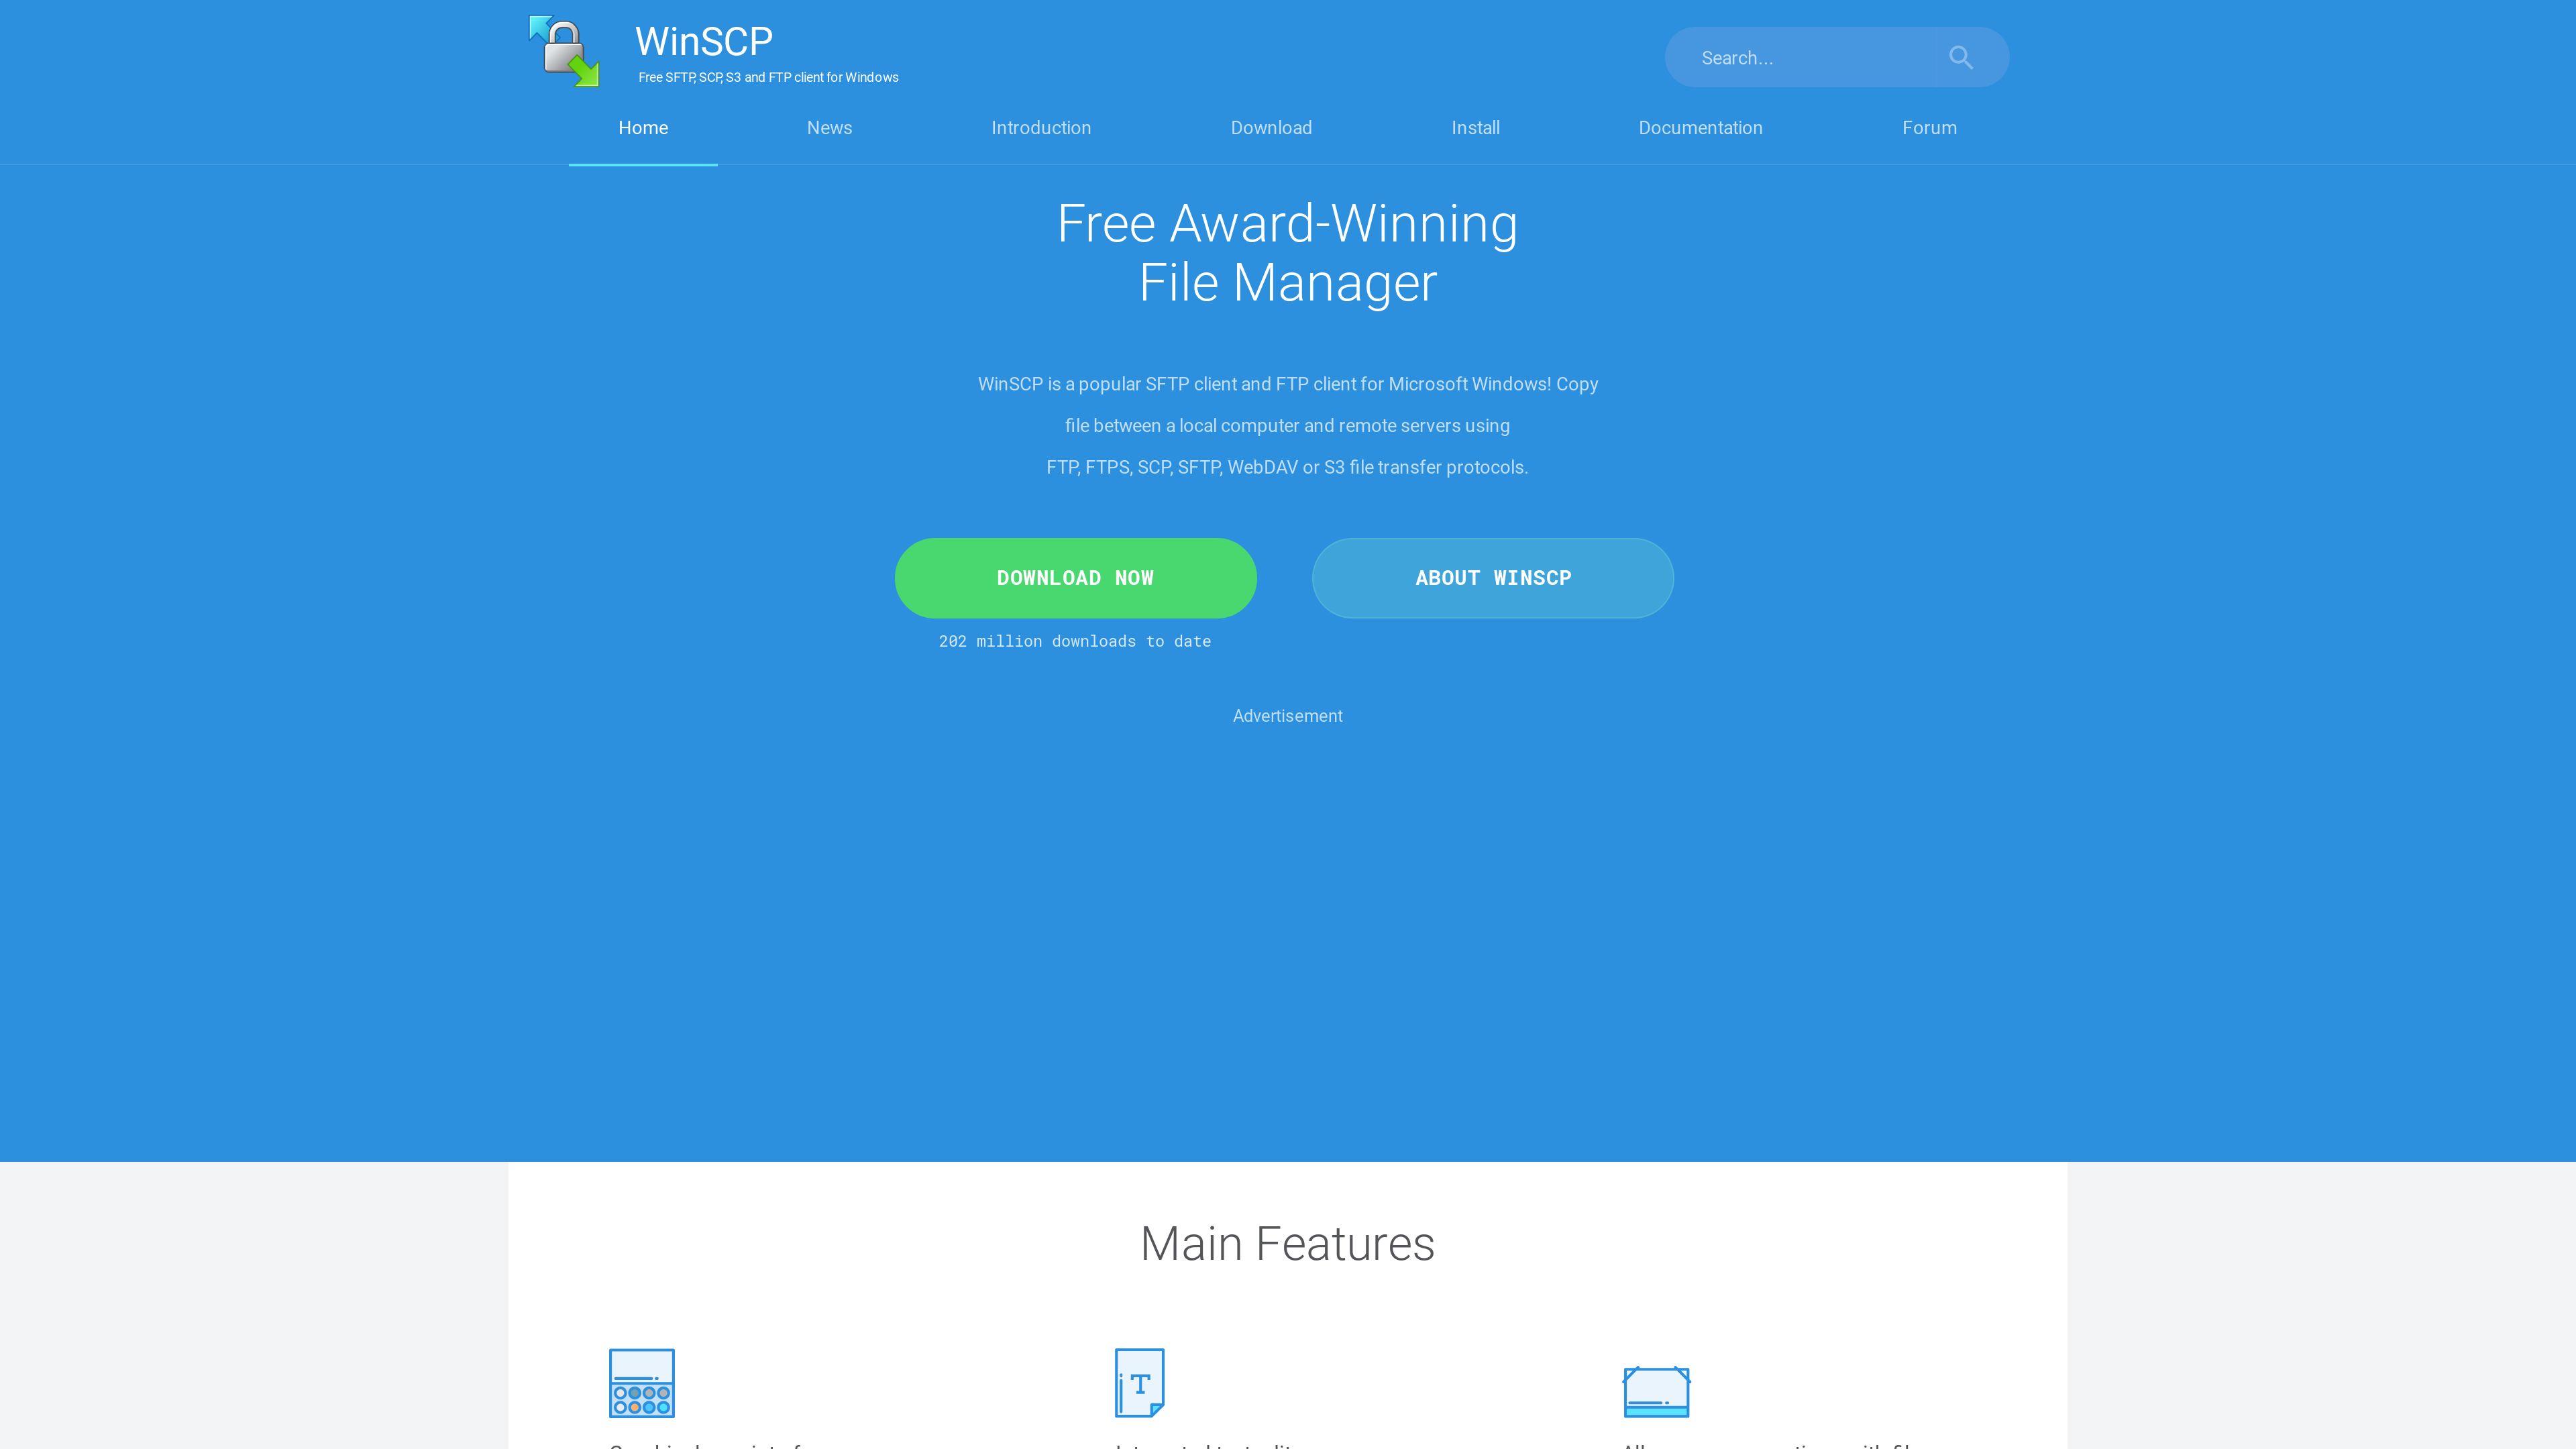 WinSCP
Free SFTP, SCP, S3 and FTP client for Windows
Search...
Home
News
Introduction
Download
Install
Documentation
Forum
Free Award-Winning
File Manager
WinSCP is a popular SFTP client and FTP client for Microsoft Windows! Copy
file between a local computer and remote servers using
FTP, FTPS, SCP, SFTP, WebDAV or S3 file transfer protocols.
DOWNLOAD NOW
ABOUT WINSCP
202 million downloads to date
Advertisement
Main Features
T